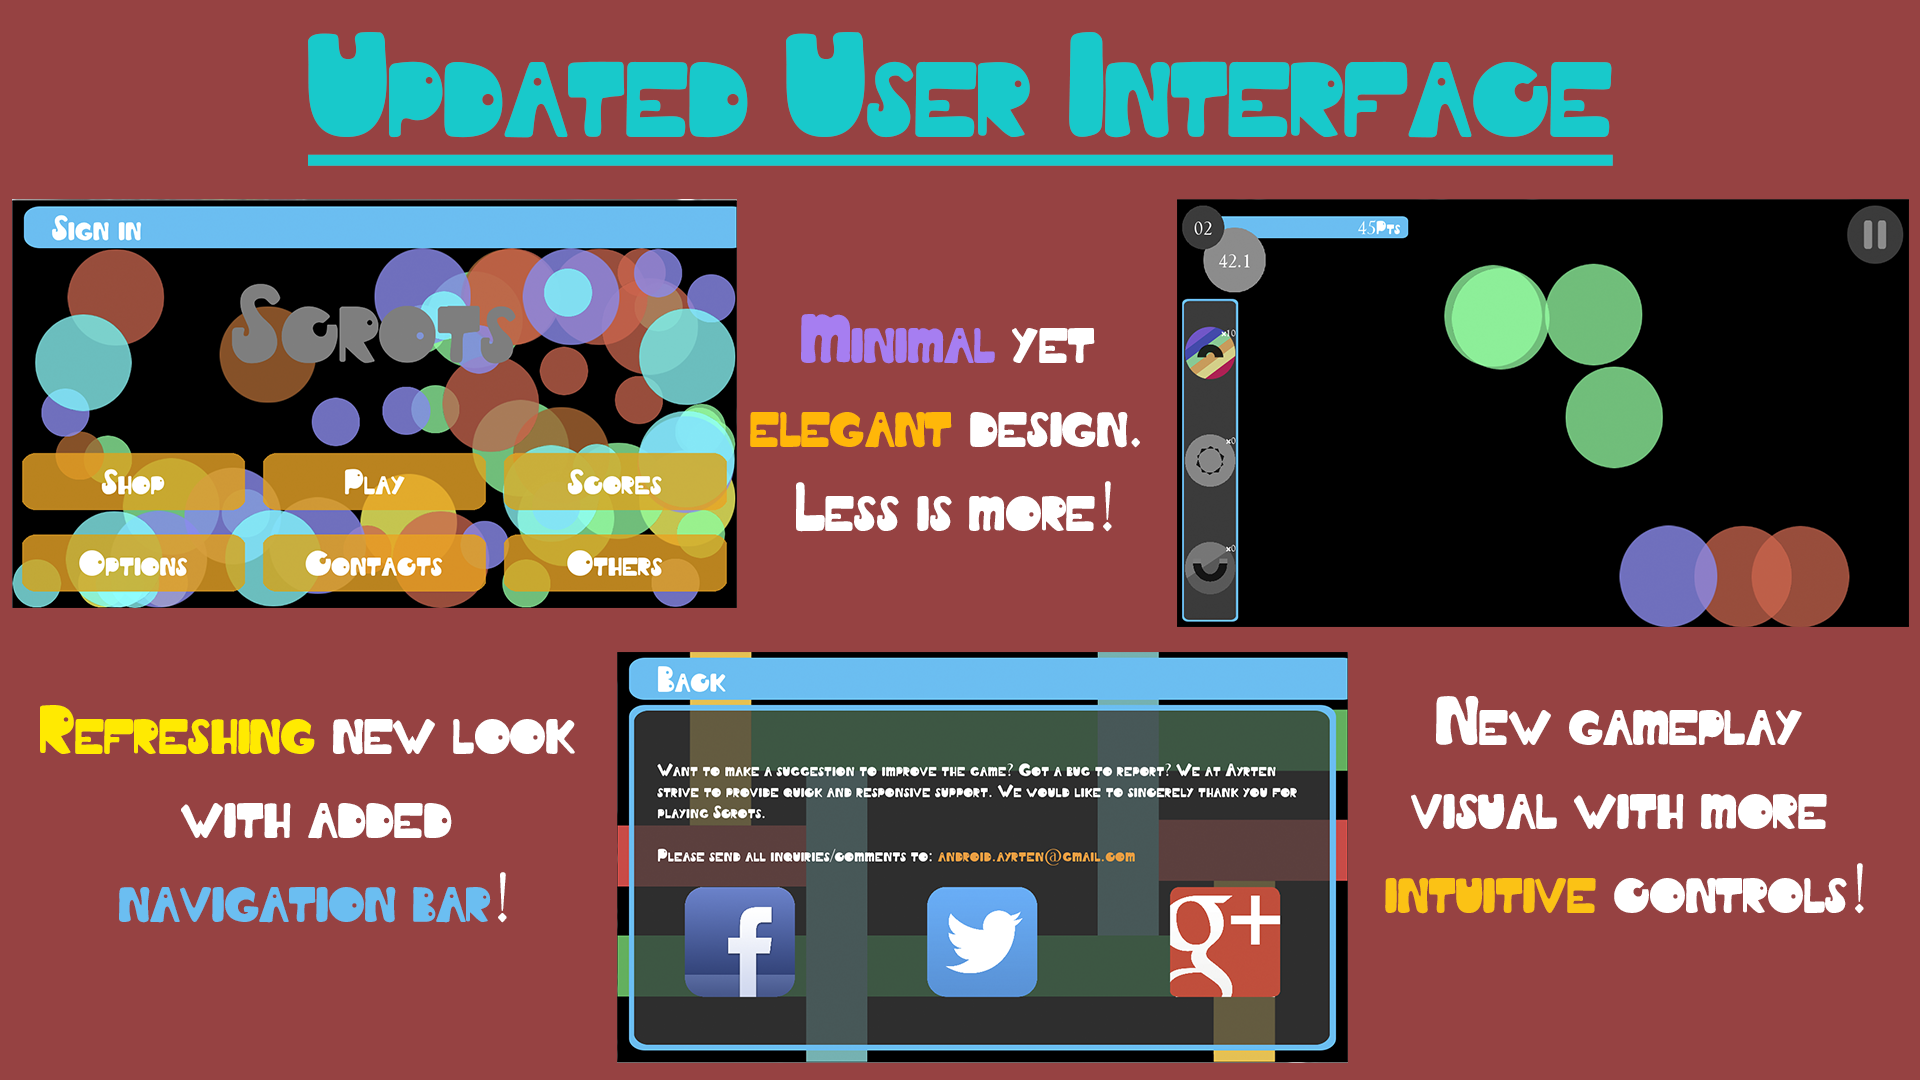 Updated User Interface
Sign in
Scrots
Shop
Play
Scores
Options
Contacts
Others
Minimal yet
elegant design.
Less is more!
02
45Pts
42.1
x10
x0
x0
Refreshing new look
with added
navigation bar!
Back
Want to make a suggestion to improve the game? Got a bug to report? We at Ayrten
strive to provide quick and responsive support. We would like to sincerely thank you for
playing Scrots.
Please send all inquiries/comments to: android.ayrten@gmail.com
f
g+
New gameplay
visual with more
intuitive controls!